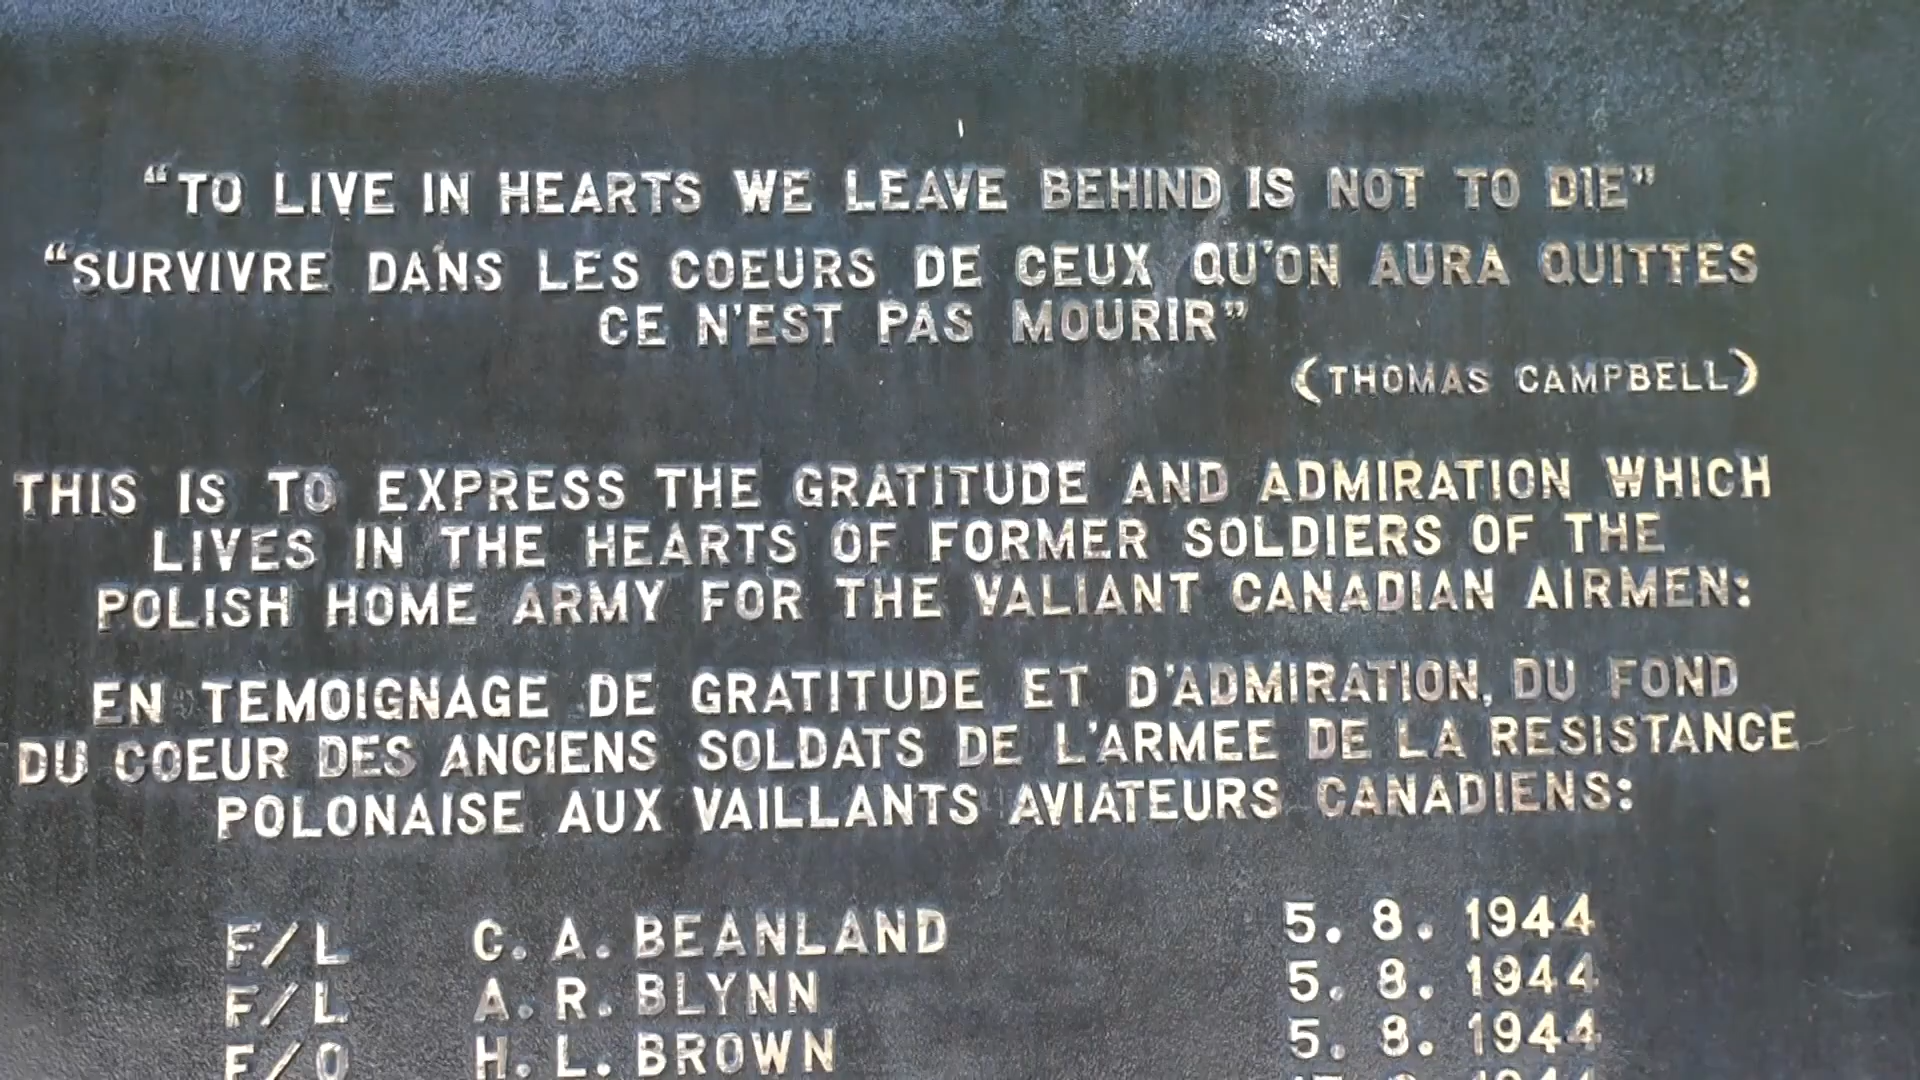 “TO LIVE IN HEARTS WE LEAVE BEHIND IS NOT TO DIE”
“SURVIVRE DANS LES COEURS DE CEUX QU'ON AURA QUITTES
CE N'EST PAS MOURIR”
(THOMAS CAMPBELL)
THIS IS TO EXPRESS THE GRATITUDE AND ADMIRATION WHICH
LIVES IN THE HEARTS OF FORMER SOLDIERS OF THE
POLISH HOME ARMY FOR THE VALIANT CANADIAN AIRMEN:
EN TEMOIGNAGE DE GRATITUDE ET D'ADMIRATION, DU FOND
DU COEUR DES ANCIENS SOLDATS DE L'ARMEE DE LA RESISTANCE
POLONAISE AUX VAILLANTS AVIATEURS CANADIENS:
F/L C. A. BEANLAND 5. 8. 1944
F/L A. R. BLYNN 5. 8. 1944
F/O H. L. BROWN 5. 8. 1944